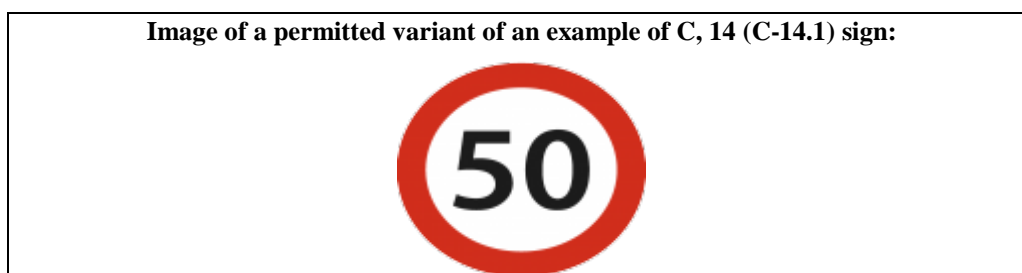 Image of a permitted variant of an example of C, 14 (C-14.1) sign:
50